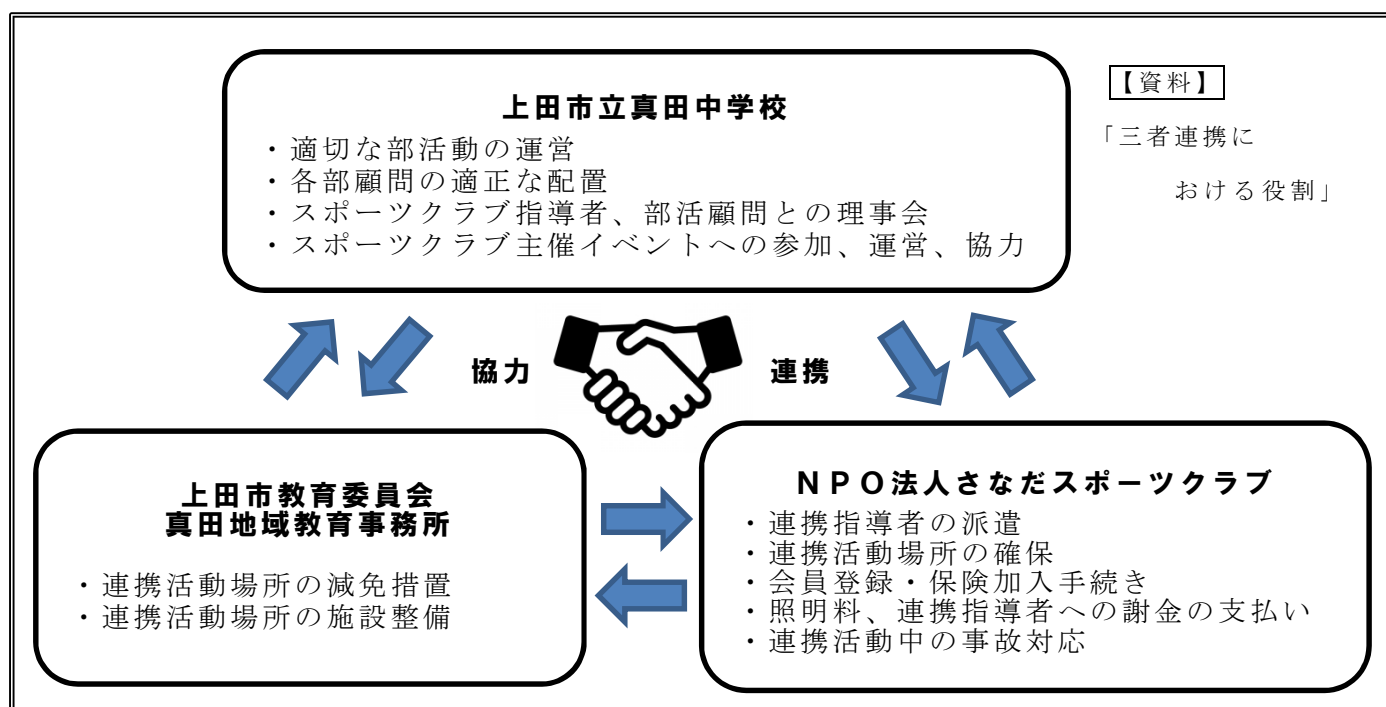 【資料】
「三者連携に
おける役割」
上田市立真田中学校
・適切な部活動の運営
・各部顧問の適正な配置
・スポーツクラブ指導者、部活顧問との理事会
・スポーツクラブ主催イベントへの参加、運営、協力
協力
連携
上田市教育委員会
真田地域教育事務所
・連携活動場所の減免措置
・連携活動場所の施設整備
ＮＰＯ法人さなだスポーツクラブ
・連携指導者の派遣
・連携活動場所の確保
・会員登録・保険加入手続き
・照明料、連携指導者への謝金の支払い
・連携活動中の事故対応